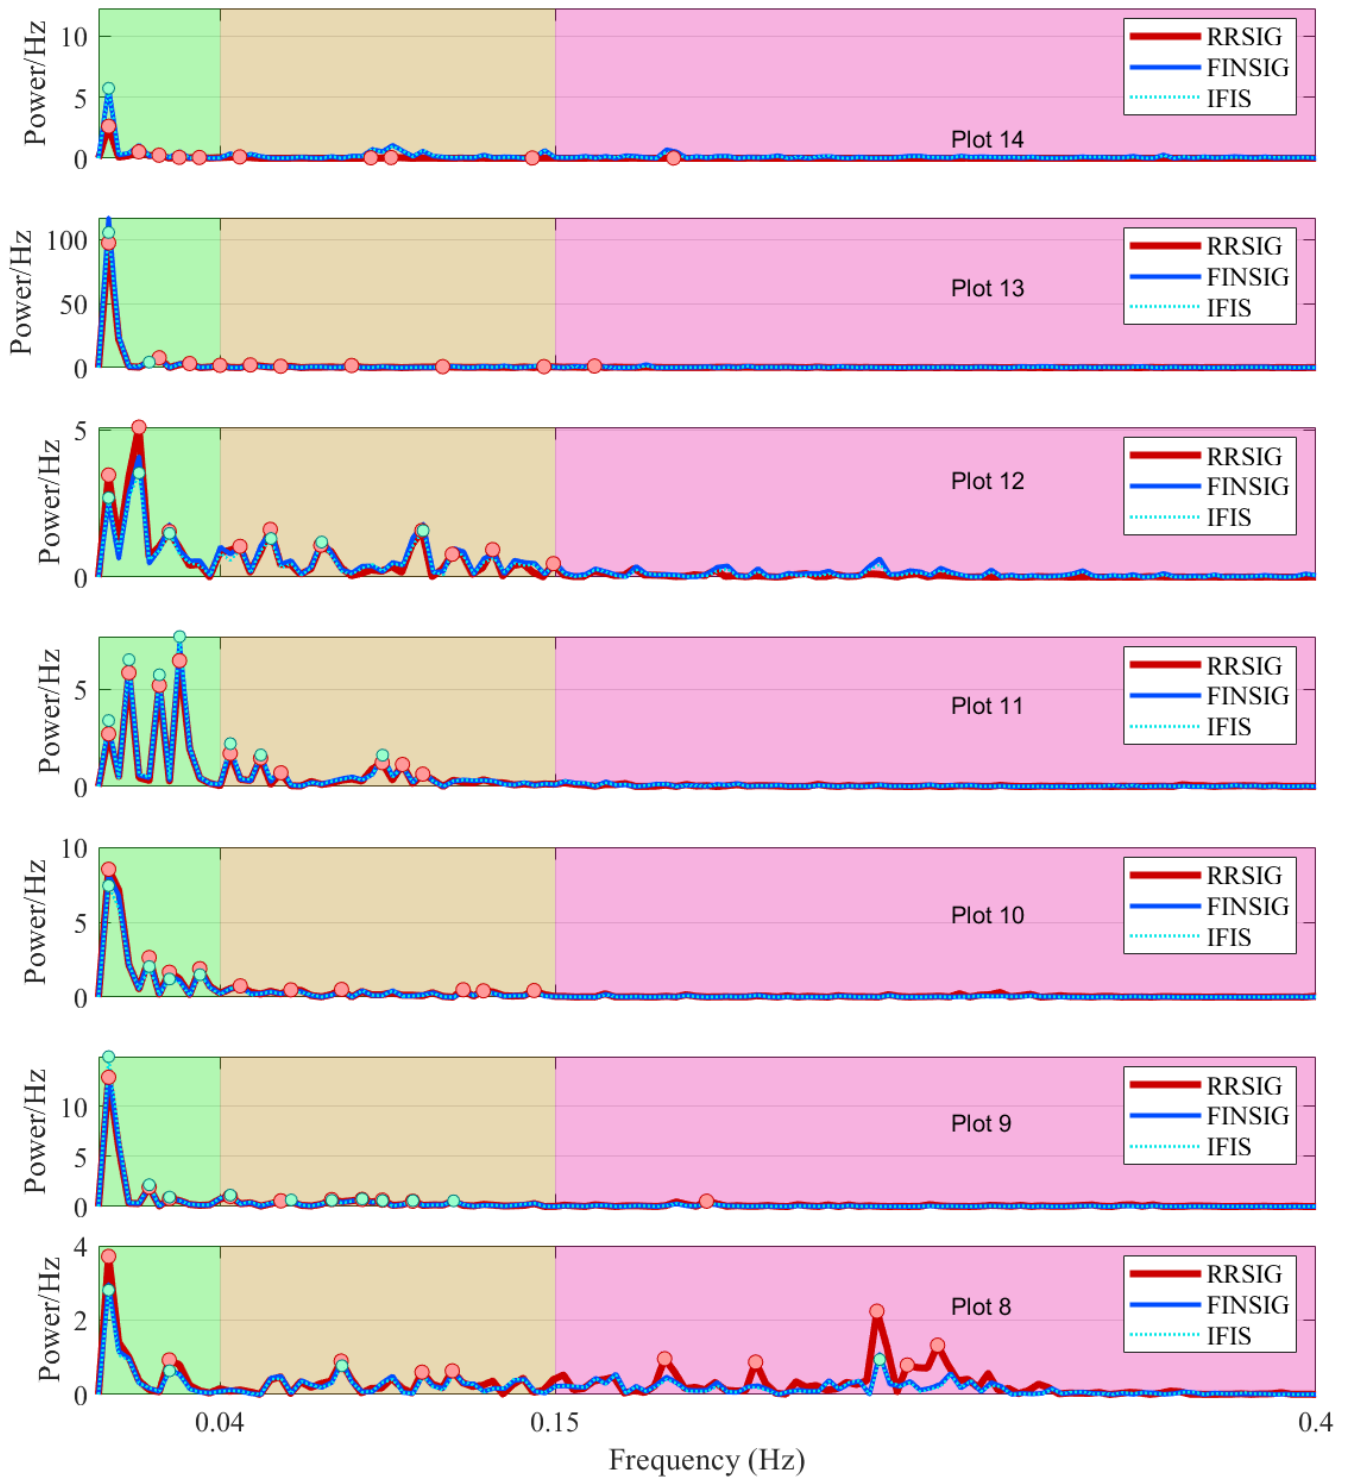 Power/Hz
10
5
0
RRSIG
FINSIG
IFIS
Plot 14
Power/Hz
100
50
0
RRSIG
FINSIG
IFIS
Plot 13
Power/Hz
5
0
RRSIG
FINSIG
IFIS
Plot 12
Power/Hz
5
0
RRSIG
FINSIG
IFIS
Plot 11
Power/Hz
10
5
0
RRSIG
FINSIG
IFIS
Plot 10
Power/Hz
10
5
0
RRSIG
FINSIG
IFIS
Plot 9
Power/Hz
4
2
0
RRSIG
FINSIG
IFIS
Plot 8
0.04
0.15
0.4
Frequency (Hz)